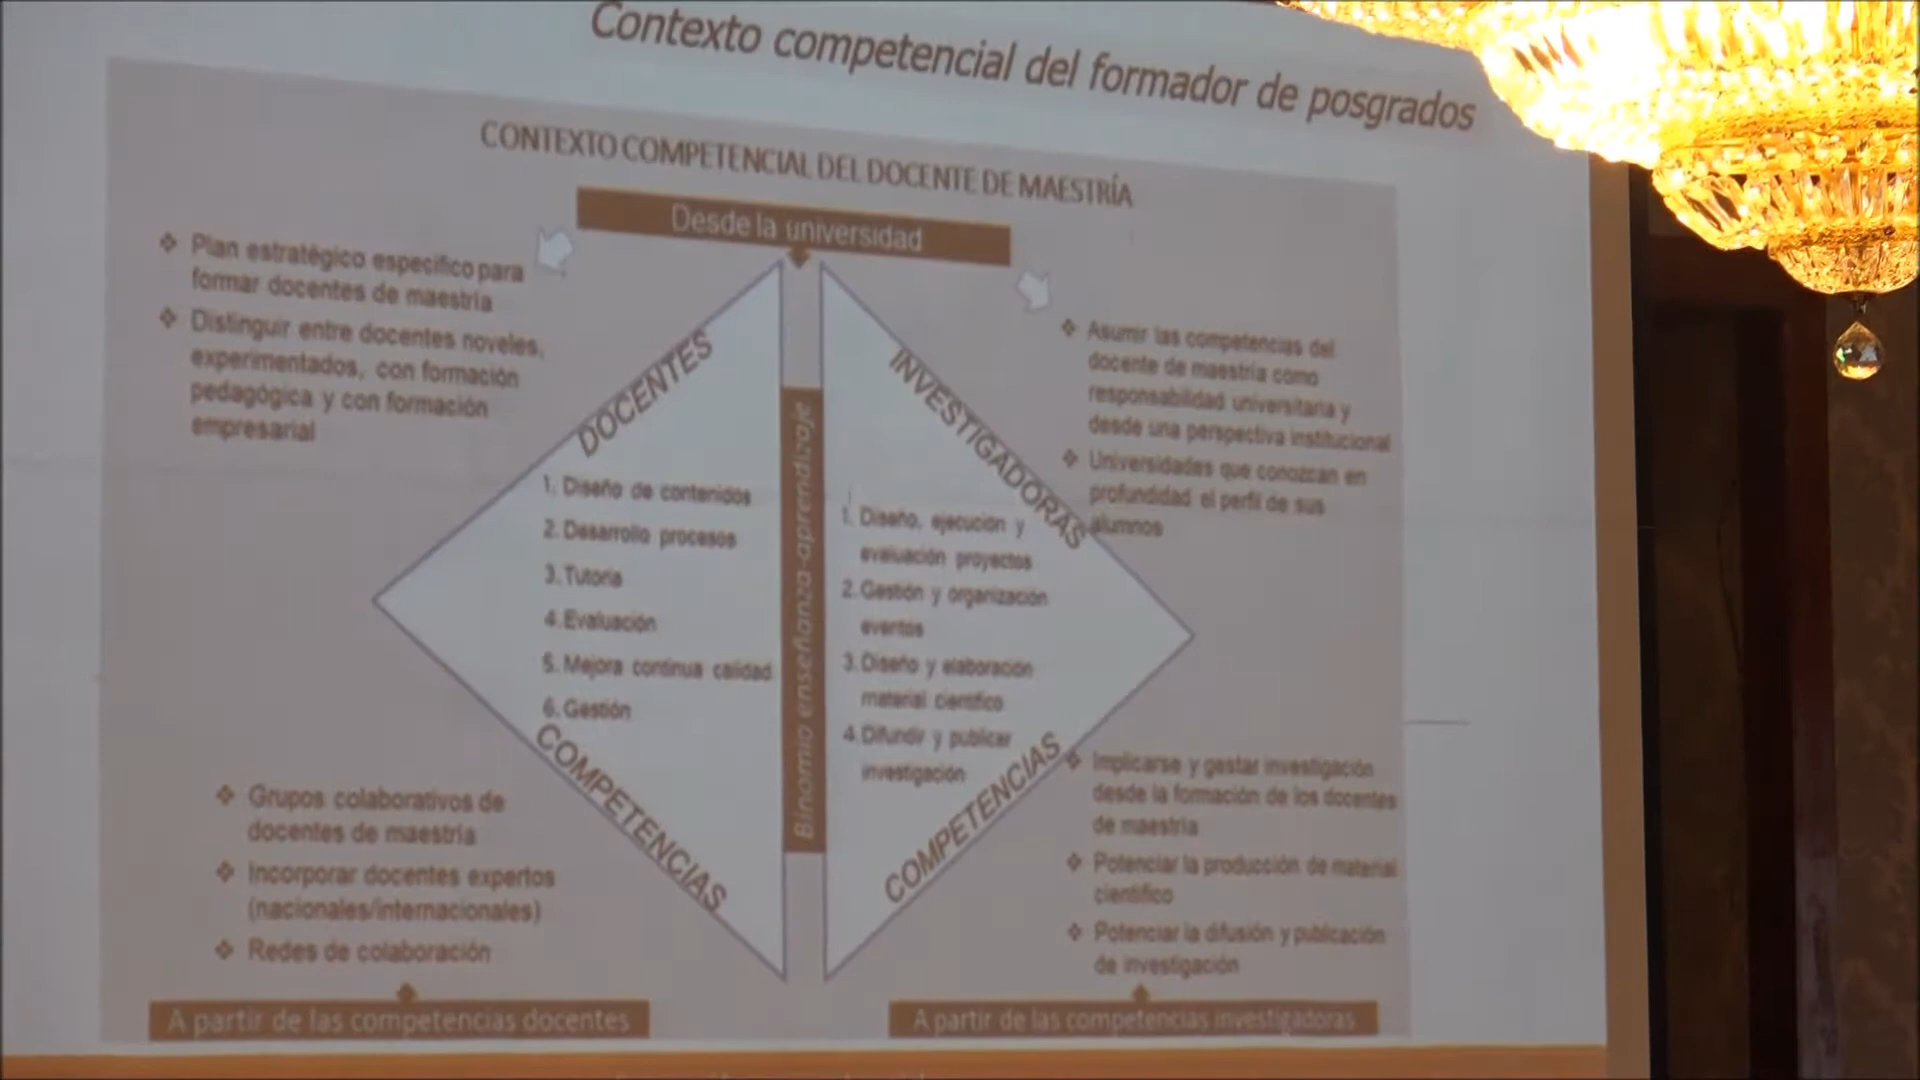 Contexto competencial del formador de posgrados
CONTEXTO COMPETENCIAL DEL DOCENTE DE MAESTRÍA
Desde la universidad
❖ Plan estratégico específico para
formar docentes de maestría
❖ Distinguir entre docentes noveles,
experimentados, con formación
pedagógica y con formación
empresarial
❖ Asumir las competencias del
docente de maestría como
responsabilidad universitaria y
desde una perspectiva institucional
❖ Universidades que conozcan en
profundidad el perfil de sus
alumnos
DOCENTES
1. Diseño de contenidos
2. Desarrollo procesos
3. Tutoría
4. Evaluación
5. Mejora continua calidad
6. Gestión
COMPETENCIAS
Binomio enseñanza-aprendizaje
INVESTIGADORAS
1. Diseño, ejecución y
evaluación proyectos
2. Gestión y organización
eventos
3. Diseño y elaboración
material científico
4. Difundir y publicar
investigación
COMPETENCIAS
❖ Grupos colaborativos de
docentes de maestría
❖ Incorporar docentes expertos
(nacionales/internacionales)
❖ Redes de colaboración
A partir de las competencias docentes
❖ Implicarse y gestar investigación
desde la formación de los docentes
de maestría
❖ Potenciar la producción de material
científico
❖ Potenciar la difusión y publicación
de investigación
A partir de las competencias investigadoras